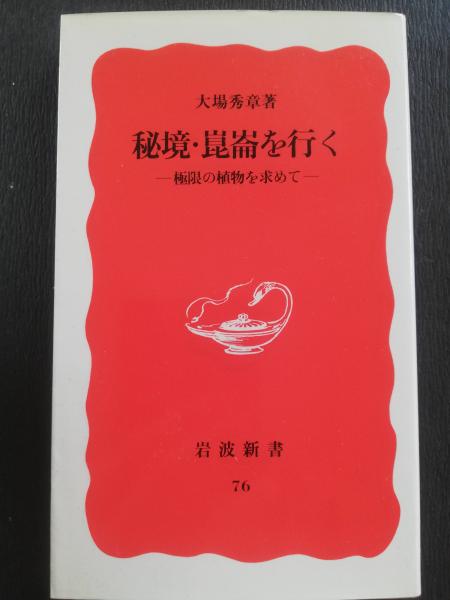 大場秀章著
秘境・崑崙を行く
―極限の植物を求めて―
岩波新書
76